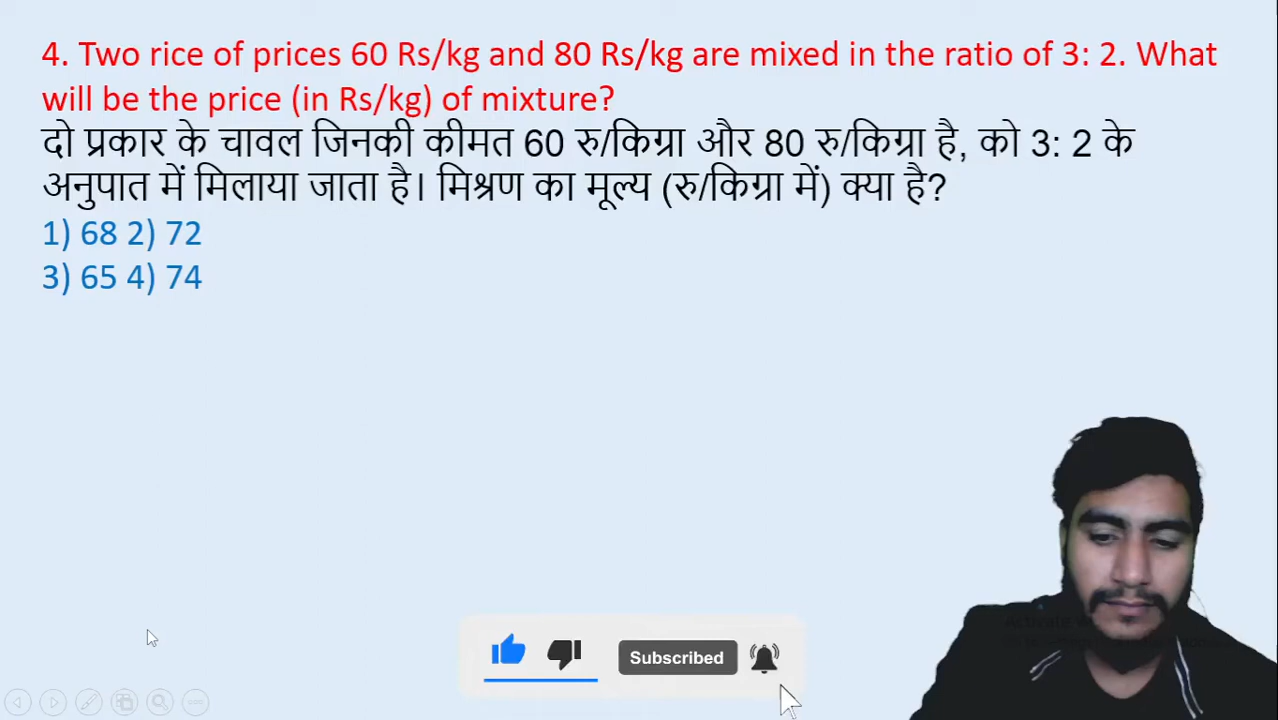 4. Two rice of prices 60 Rs/kg and 80 Rs/kg are mixed in the ratio of 3: 2. What
will be the price (in Rs/kg) of mixture?
दो प्रकार के चावल जिनकी कीमत 60 रु/किग्रा और 80 रु/किग्रा है, को 3: 2 के
अनुपात में मिलाया जाता है। मिश्रण का मूल्य (रु/किग्रा में) क्या है?
1) 68 2) 72
3) 65 4) 74
Subscribed